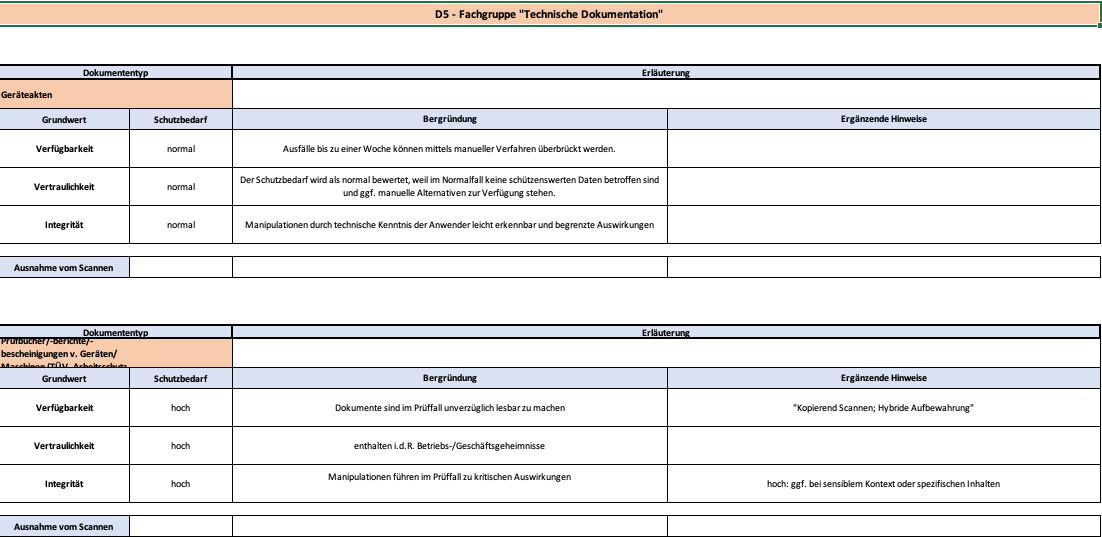 D5 - Fachgruppe "Technische Dokumentation"
Dokumententyp Erläuterung
Geräteakten
Grundwert Schutzbedarf Bergründung Ergänzende Hinweise
Verfügbarkeit normal Ausfälle bis zu einer Woche können mittels manueller Verfahren überbrückt werden.
Vertraulichkeit normal Der Schutzbedarf wird als normal bewertet, weil im Normalfall keine schützenswerten Daten betroffen sind
und ggf. manuelle Alternativen zur Verfügung stehen.
Integrität normal Manipulationen durch technische Kenntnis der Anwender leicht erkennbar und begrenzte Auswirkungen
Ausnahme vom Scannen
Dokumententyp Erläuterung
Prüfbücher/-berichte/-
bescheinigungen v. Geräten/
Maschinen (TÜV, Arbeitsschutz
Grundwert Schutzbedarf Bergründung Ergänzende Hinweise
Verfügbarkeit hoch Dokumente sind im Prüffall unverzüglich lesbar zu machen "Kopierend Scannen; Hybride Aufbewahrung"
Vertraulichkeit hoch enthalten i.d.R. Betriebs-/Geschäftsgeheimnisse
Integrität hoch Manipulationen führen im Prüffall zu kritischen Auswirkungen hoch: ggf. bei sensiblem Kontext oder spezifischen Inhalten
Ausnahme vom Scannen